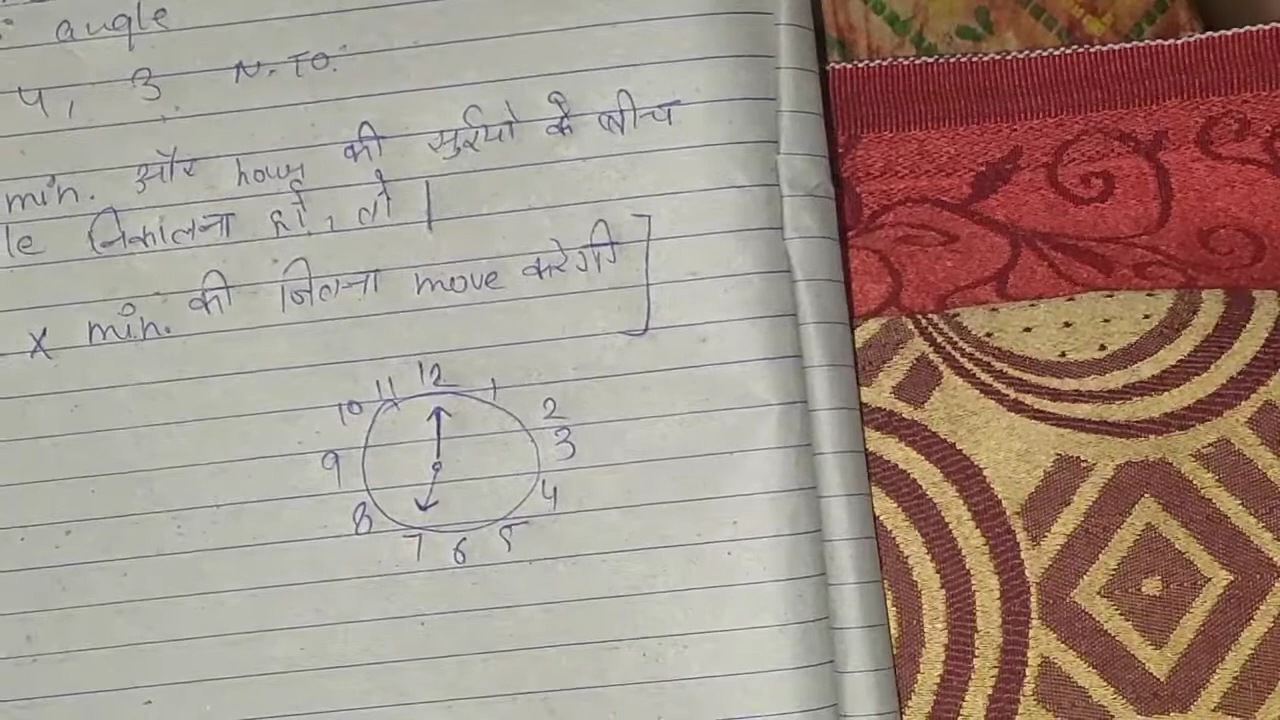 : angle
4, 3 N.TO.
min. और hour की सुईयो के बीच
le निकालना हो, तो |
x min. की जितना move करेगी ]
12
11 1
10 2
9 3
8 4
7 6 5